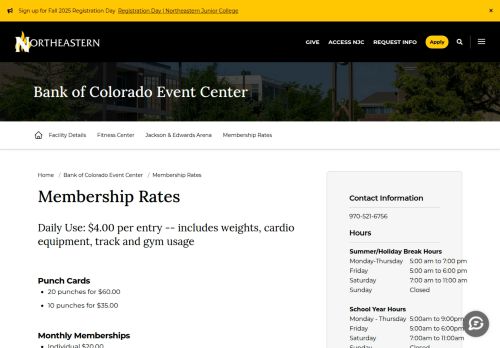 Sign up for Fall 2025 Registration Day Registration Day | Northeastern Junior College ×
NORTHEASTERN
GIVE ACCESS NJC REQUEST INFO Apply
Bank of Colorado Event Center
Facility Details Fitness Center Jackson & Edwards Arena Membership Rates
Home / Bank of Colorado Event Center / Membership Rates
Membership Rates
Daily Use: $4.00 per entry -- includes weights, cardio
equipment, track and gym usage
Punch Cards
• 20 punches for $60.00
• 10 punches for $35.00
Monthly Memberships
• Individual $20.00
Contact Information
970-521-6756
Hours
Summer/Holiday Break Hours
Monday-Thursday 5:00 am to 7:00 pm
Friday 5:00 am to 6:00 pm
Saturday 7:00 am to 11:00 am
Sunday Closed
School Year Hours
Monday - Thursday 5:00am to 9:00pm
Friday 5:00am to 6:00pm
Saturday 7:00am to 11:00am
Sunday Closed